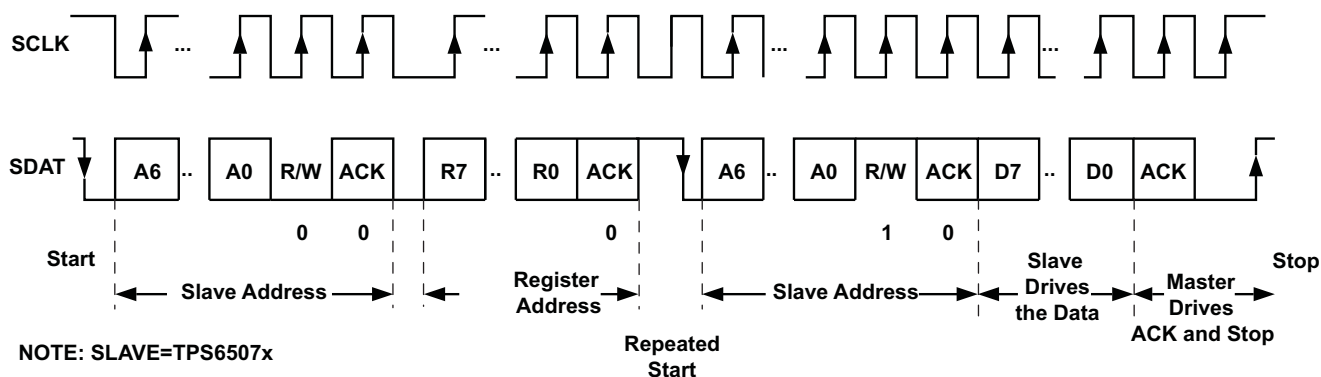 SCLK ... ... ... ...
SDAT A6 .. A0 R/W ACK R7 .. R0 ACK A6 .. A0 R/W ACK D7 .. D0 ACK
0 0 0 1 0
Start
Slave Address
Register
Address
Repeated
Start
Slave Address
Slave
Drives
the Data
Master
Drives
ACK and Stop
Stop
NOTE: SLAVE=TPS6507x